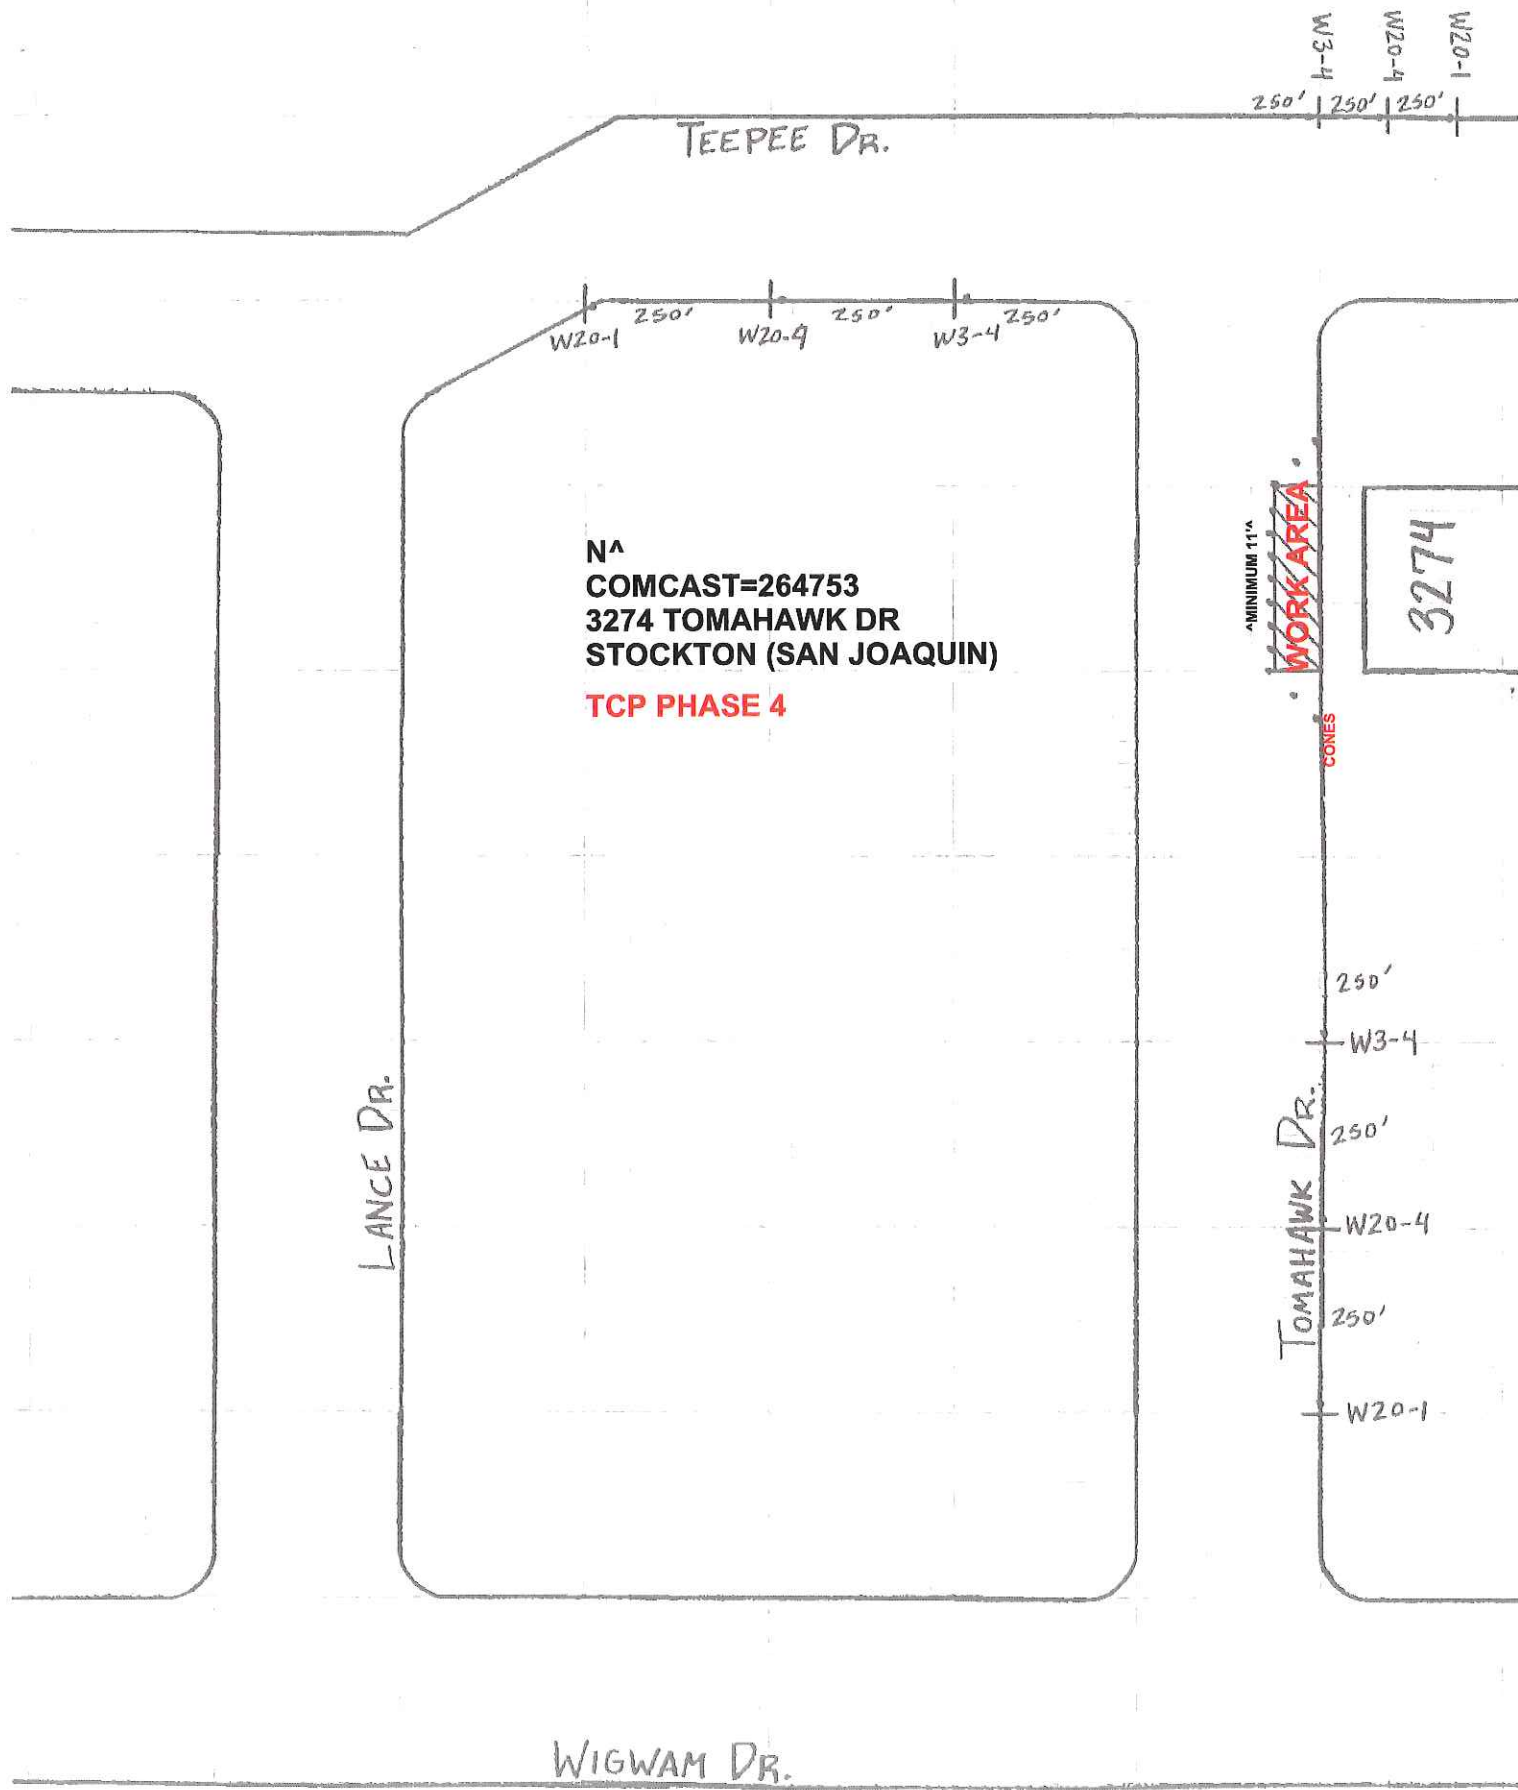 W3-4
W20-4
W20-1
250' 250' 250'
TEEPEE DR.
250' 250' 250'
W20-1 W20-4 W3-4
N^
COMCAST=264753
3274 TOMAHAWK DR
STOCKTON (SAN JOAQUIN)
TCP PHASE 4
^MINIMUM 11'^
WORK AREA
3274
CONES
250'
W3-4
LANCE DR.
TOMAHAWK DR.
250'
W20-4
250'
W20-1
WIGWAM DR.